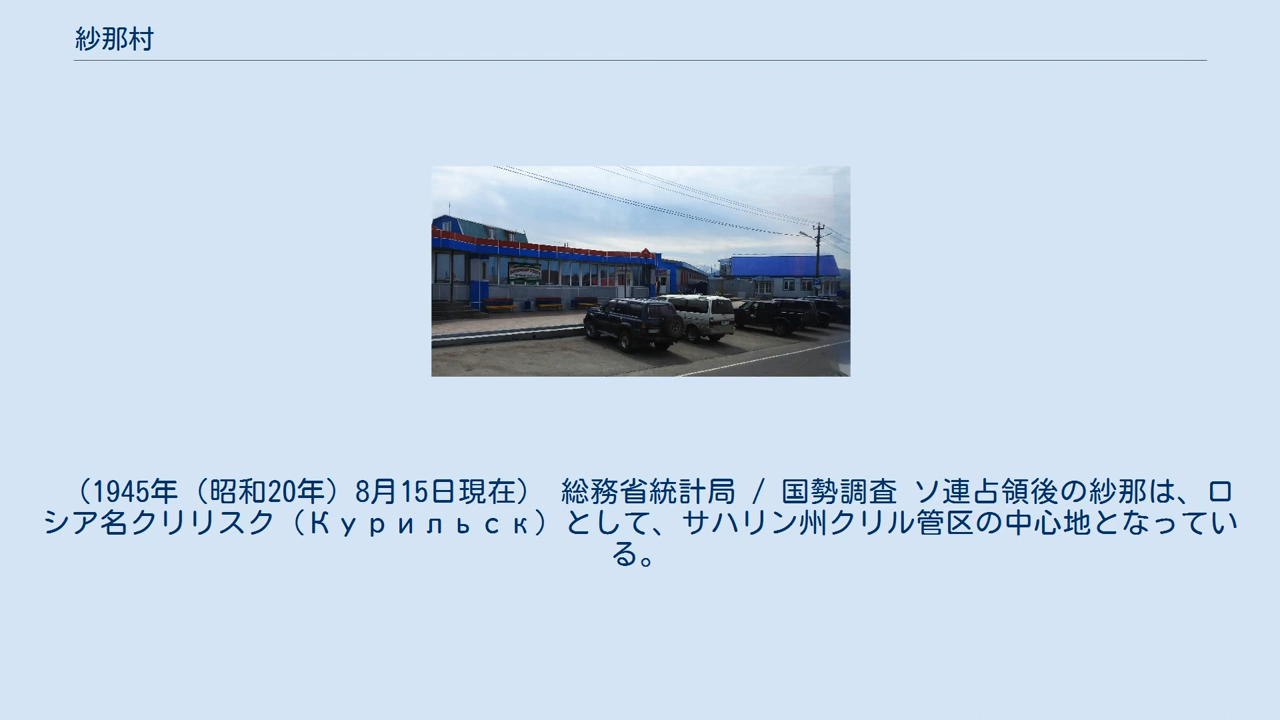 紗那村
（1945年（昭和20年）8月15日現在） 総務省統計局 / 国勢調査 ソ連占領後の紗那は、ロ
シア名クリリスク（Курильск）として、サハリン州クリル管区の中心地となってい
る。